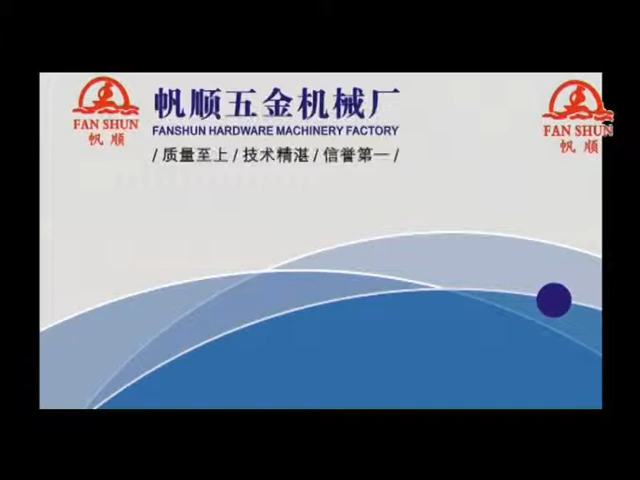 FAN SHUN
帆 顺
帆顺五金机械厂
FANSHUN HARDWARE MACHINERY FACTORY
/ 质量至上 / 技术精湛 / 信誉第一 /
FAN SHUN
帆 顺